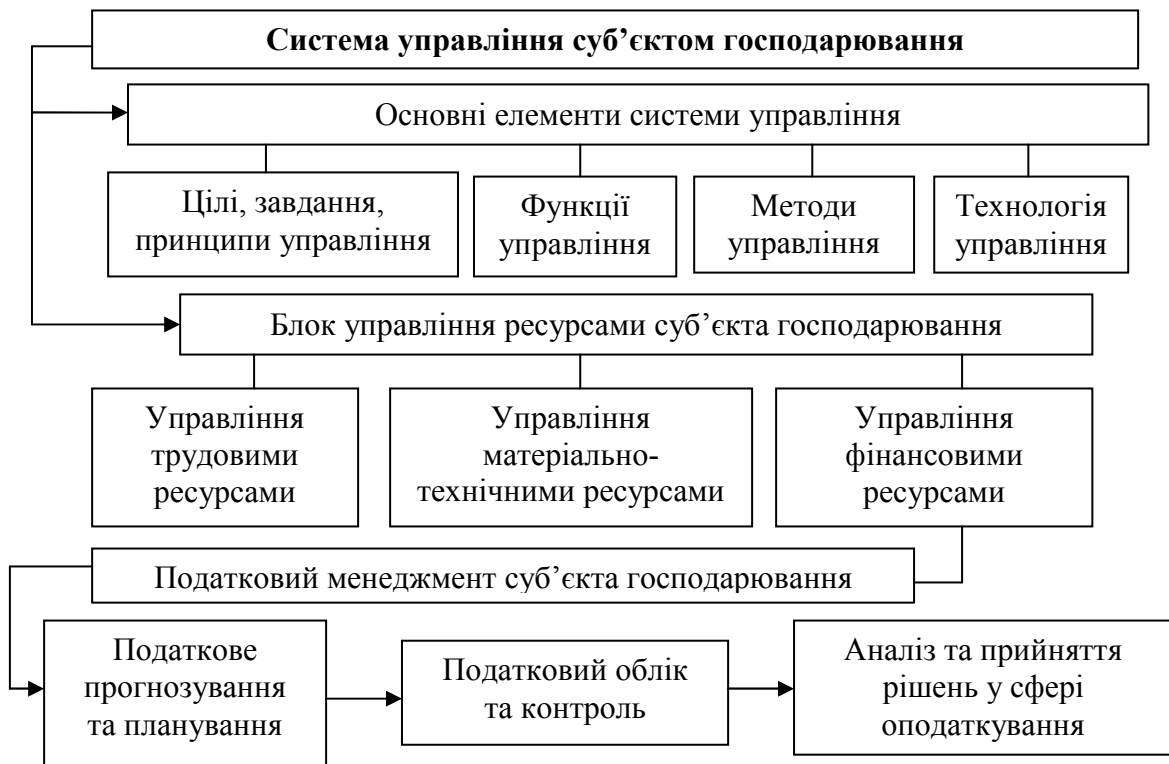 Система управління суб’єктом господарювання
Основні елементи системи управління
Цілі, завдання,
принципи управління
Функції
управління
Методи
управління
Технологія
управління
Блок управління ресурсами суб’єкта господарювання
Управління
трудовими
ресурсами
Управління
матеріально-
технічними ресурсами
Управління
фінансовими
ресурсами
Податковий менеджмент суб’єкта господарювання
Податкове
прогнозування
та планування
Податковий облік
та контроль
Аналіз та прийняття
рішень у сфері
оподаткування